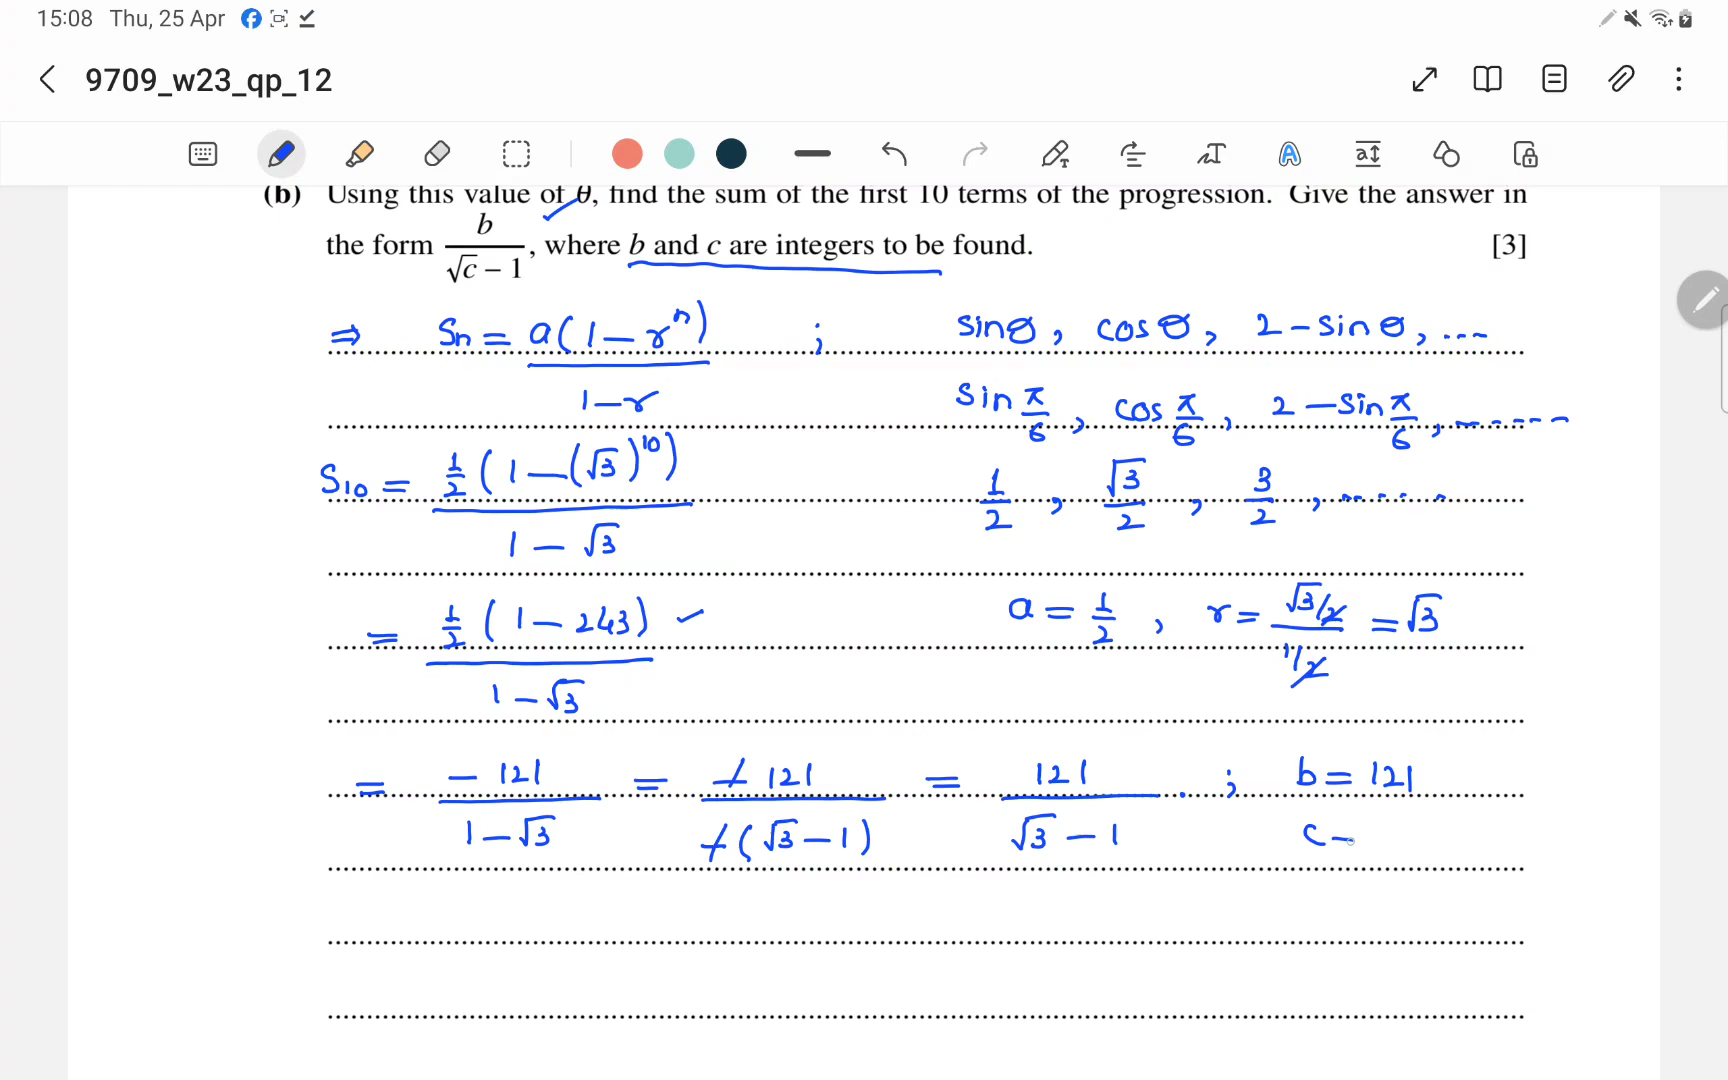 15:08 Thu, 25 Apr
9709_w23_qp_12
(b) Using this value of θ, find the sum of the first 10 terms of the progression. Give the answer in
the form b/(√c − 1), where b and c are integers to be found. [3]
⇒ Sn = a(1 − r^n)/(1 − r) ; sinθ, cosθ, 2 − sinθ, ....
sin π/6, cos π/6, 2 − sin π/6, ......
S10 = ½(1 − (√3)^10)/(1 − √3) 1/2, √3/2, 3/2, .....
= ½(1 − 243)/(1 − √3) ✓ a = 1/2, r = (√3/2)/(1/2) = √3
= −121/(1 − √3) = −121/−(√3 − 1) = 121/(√3 − 1). ; b = 121
c −